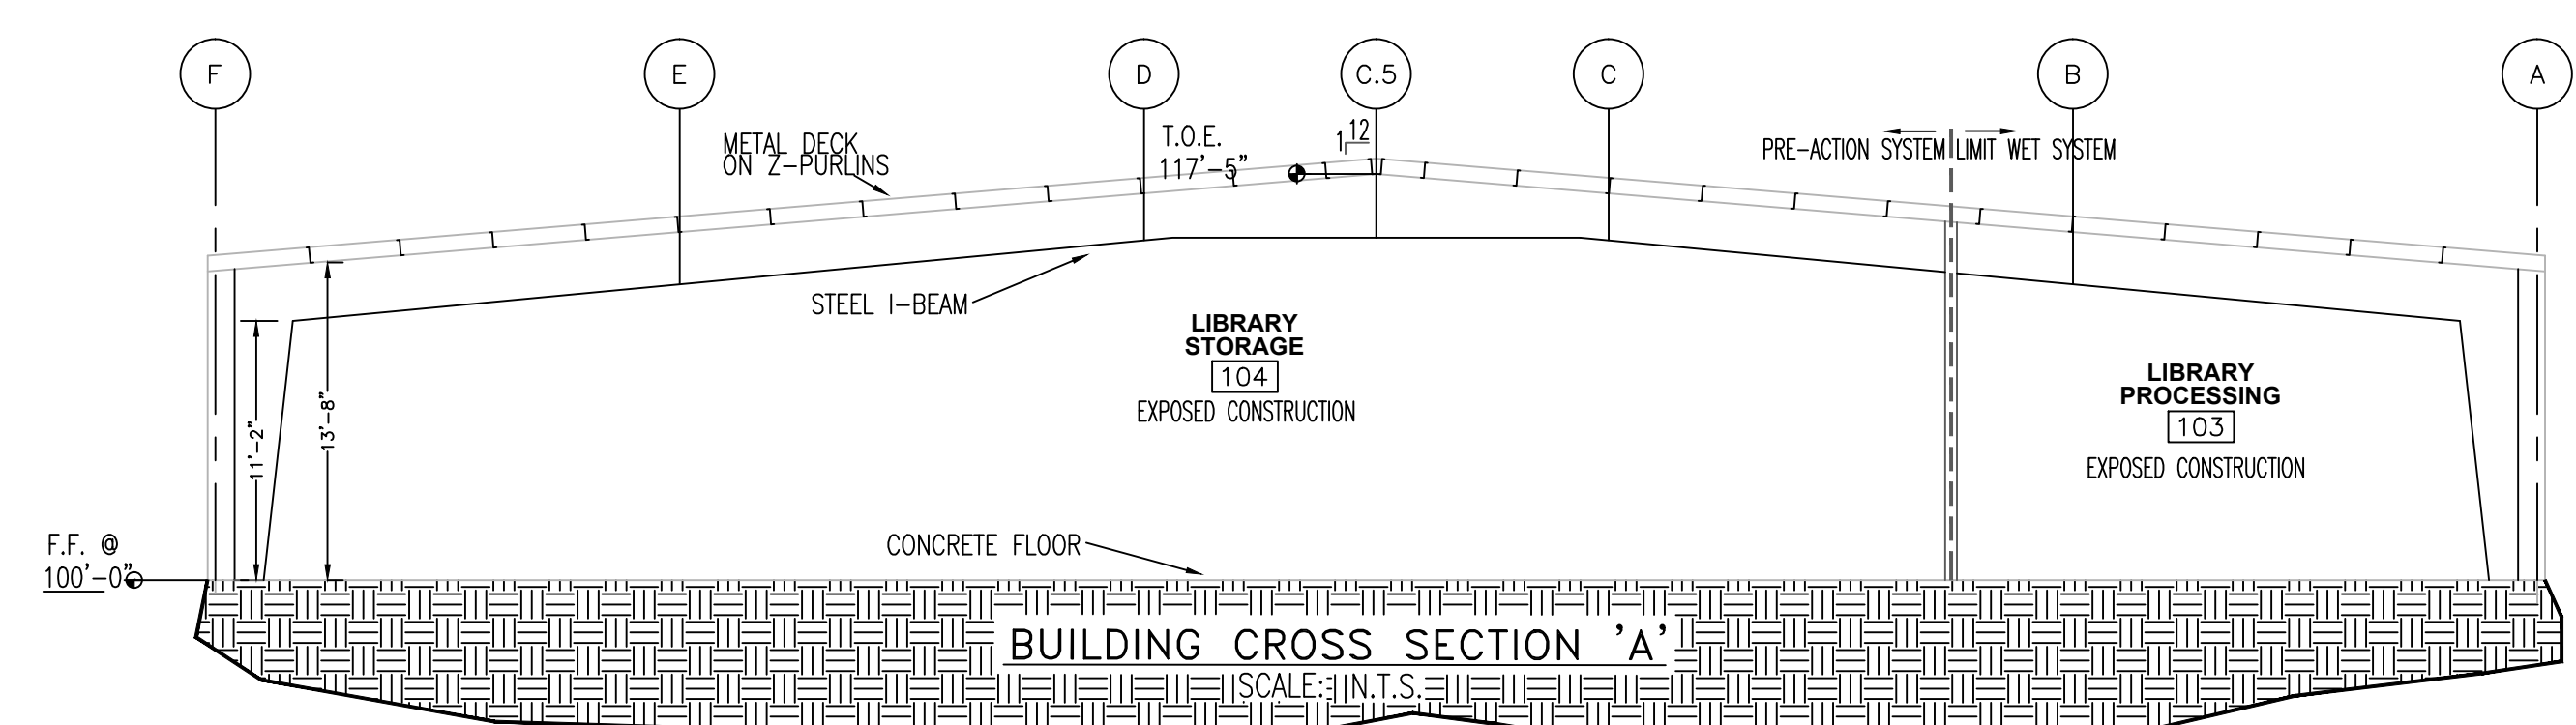 F
E
D
C.5
C
B
A
METAL DECK
ON Z-PURLINS
T.O.E.
117'-5"
12
1
PRE-ACTION SYSTEM LIMIT WET SYSTEM
STEEL I-BEAM
LIBRARY
STORAGE
104
EXPOSED CONSTRUCTION
LIBRARY
PROCESSING
103
EXPOSED CONSTRUCTION
11'-2"
13'-8"
F.F. @
100'-0"
CONCRETE FLOOR
BUILDING CROSS SECTION 'A'
SCALE: N.T.S.